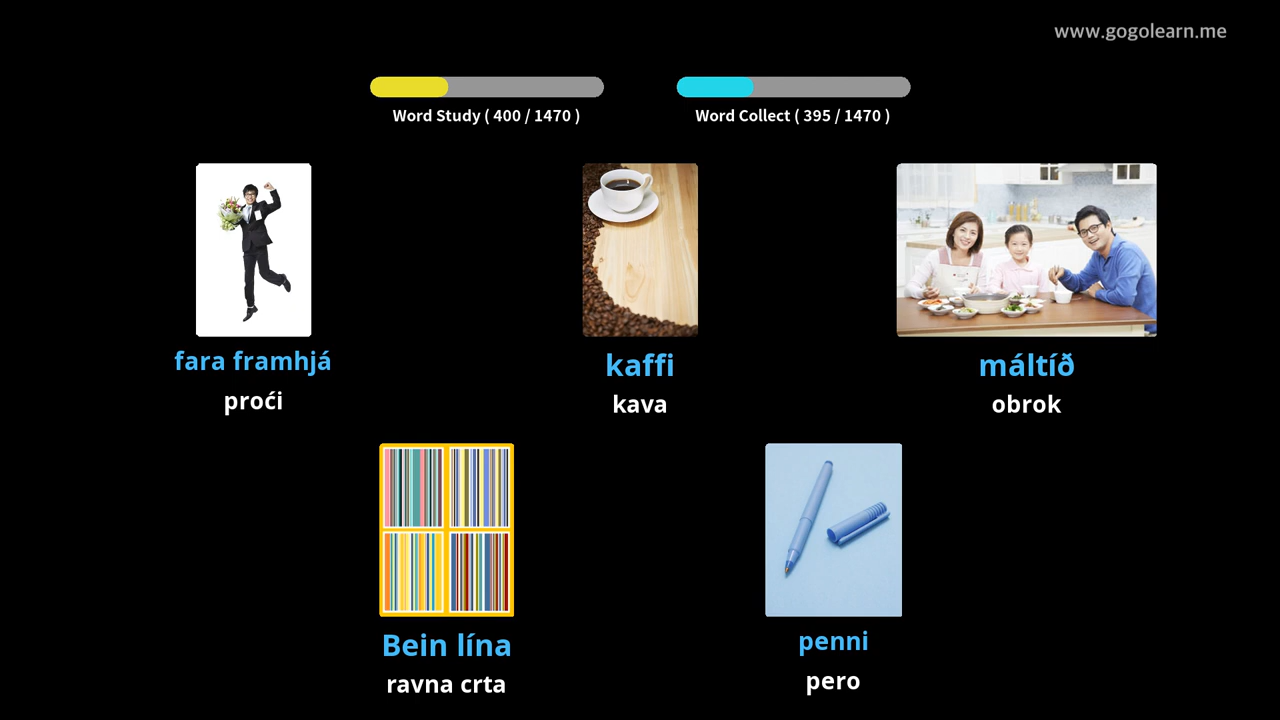 www.gogolearn.me
Word Study ( 400 / 1470 )
Word Collect ( 395 / 1470 )
fara framhjá
proći
kaffi
kava
máltíð
obrok
Bein lína
ravna crta
penni
pero